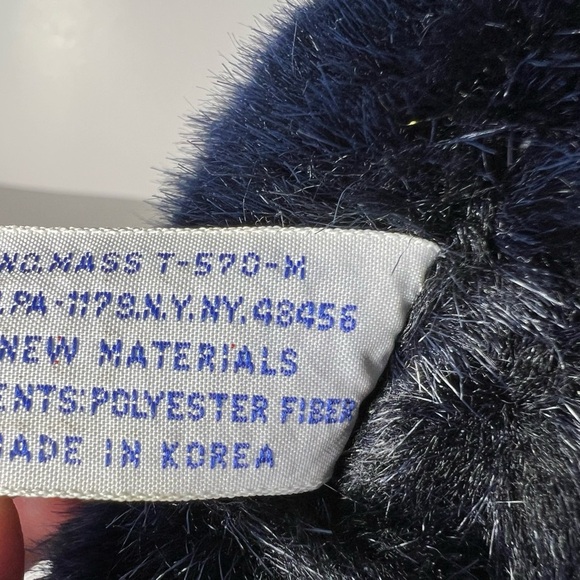 NO.MASS T-570-M
.PA-1179.N.Y.NY.48456
NEW MATERIALS
ENTS:POLYESTER FIBER
ADE IN KOREA